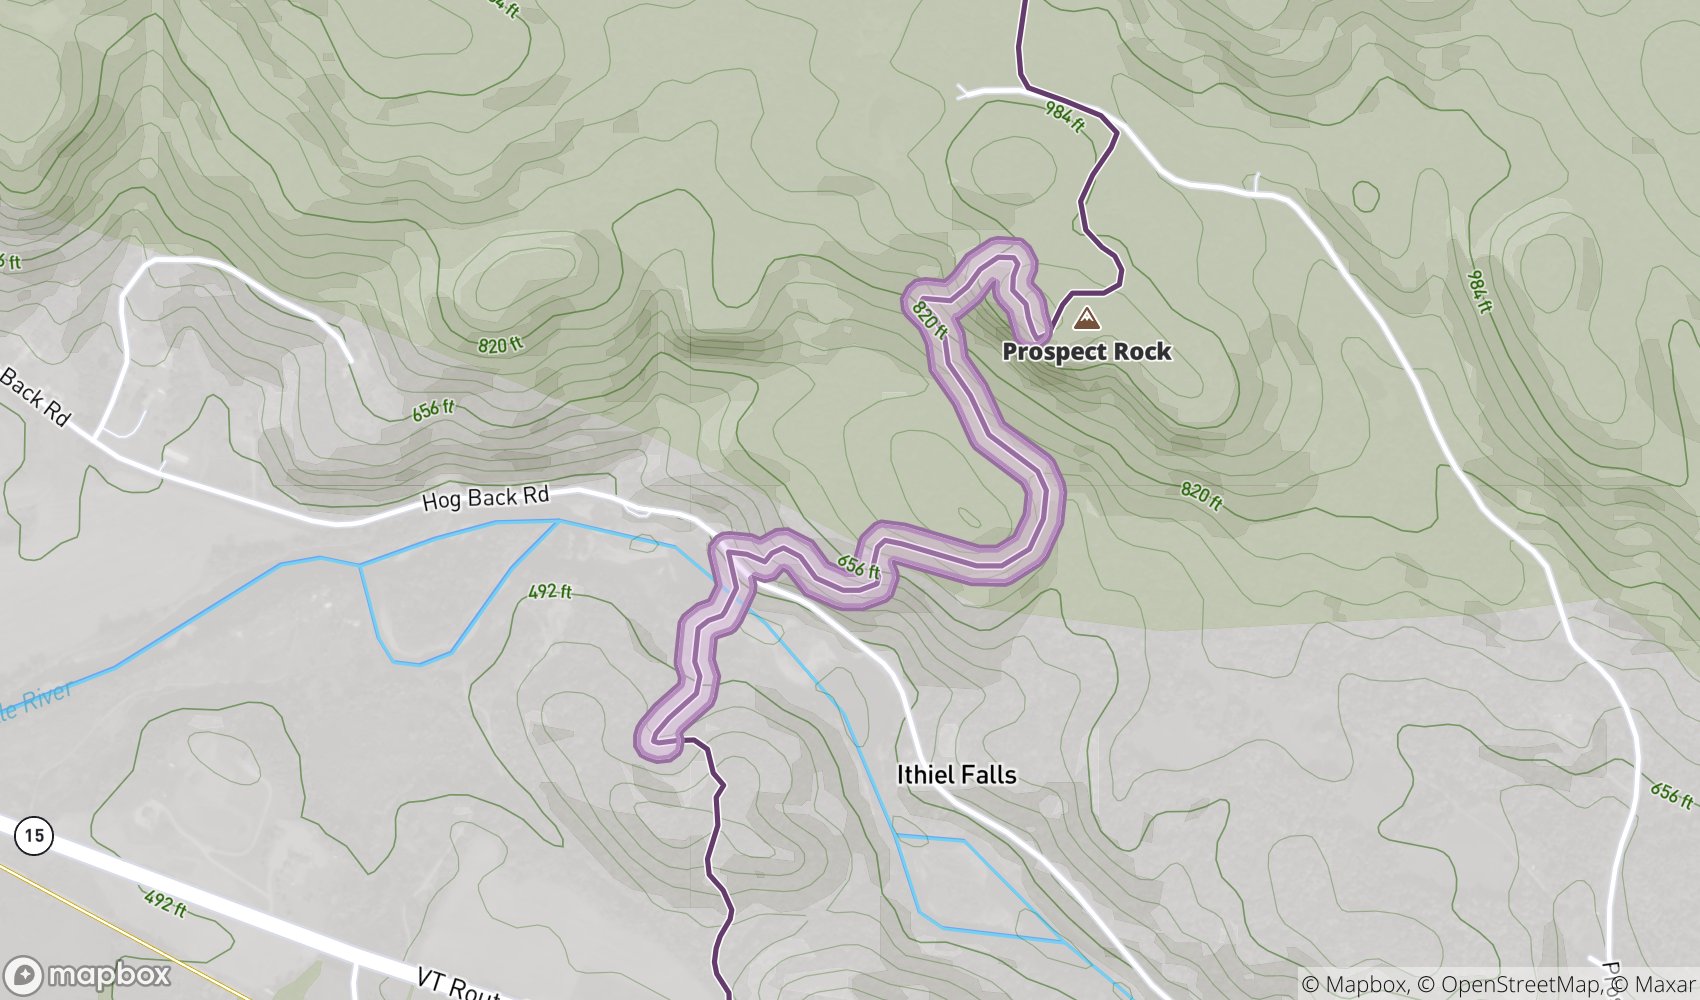 984 ft
820 ft
Prospect Rock
984 ft
820 ft
656 ft
Back Rd
Hog Back Rd
820 ft
656 ft
492 ft
Ithiel Falls
656 ft
15
492 ft
VT Rout
mapbox
© Mapbox, © OpenStreetMap, © Maxar